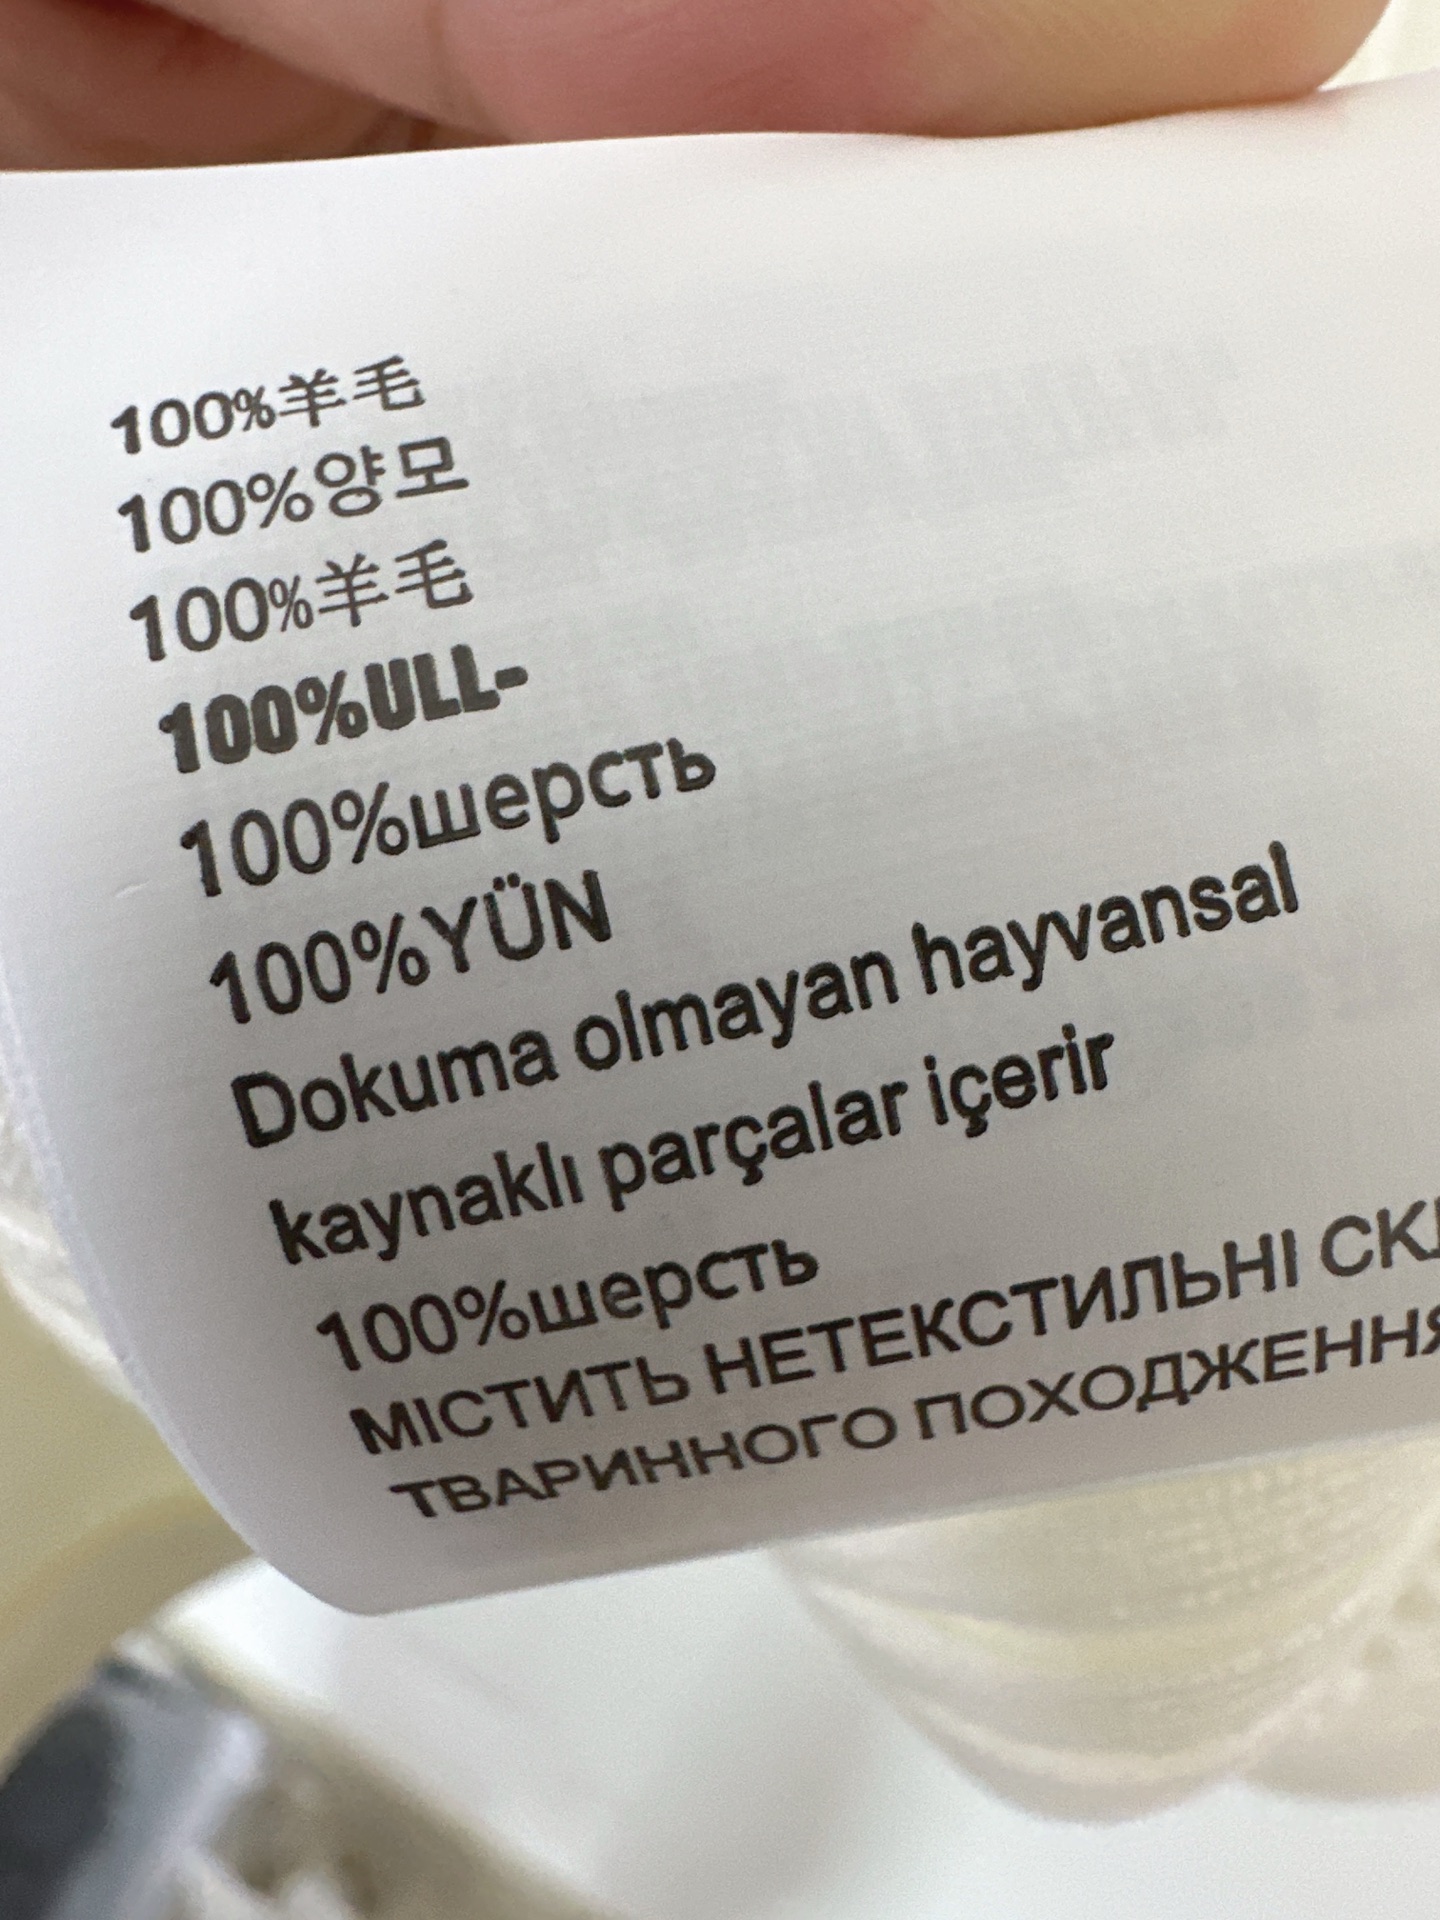 100%羊毛
100%양모
100%羊毛
100%ULL-
100%шерсть
100%YÜN
Dokuma olmayan hayvansal
kaynaklı parçalar içerir
100%шерсть
МІСТИТЬ НЕТЕКСТИЛЬНІ
ТВАРИННОГО ПОХОДЖЕННЯ